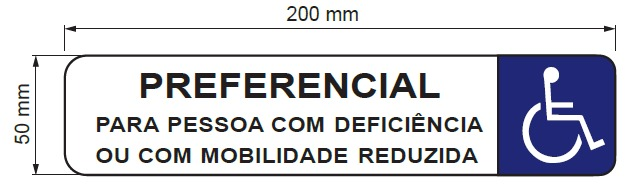 200 mm
50 mm
PREFERENCIAL
PARA PESSOA COM DEFICIÊNCIA
OU COM MOBILIDADE REDUZIDA